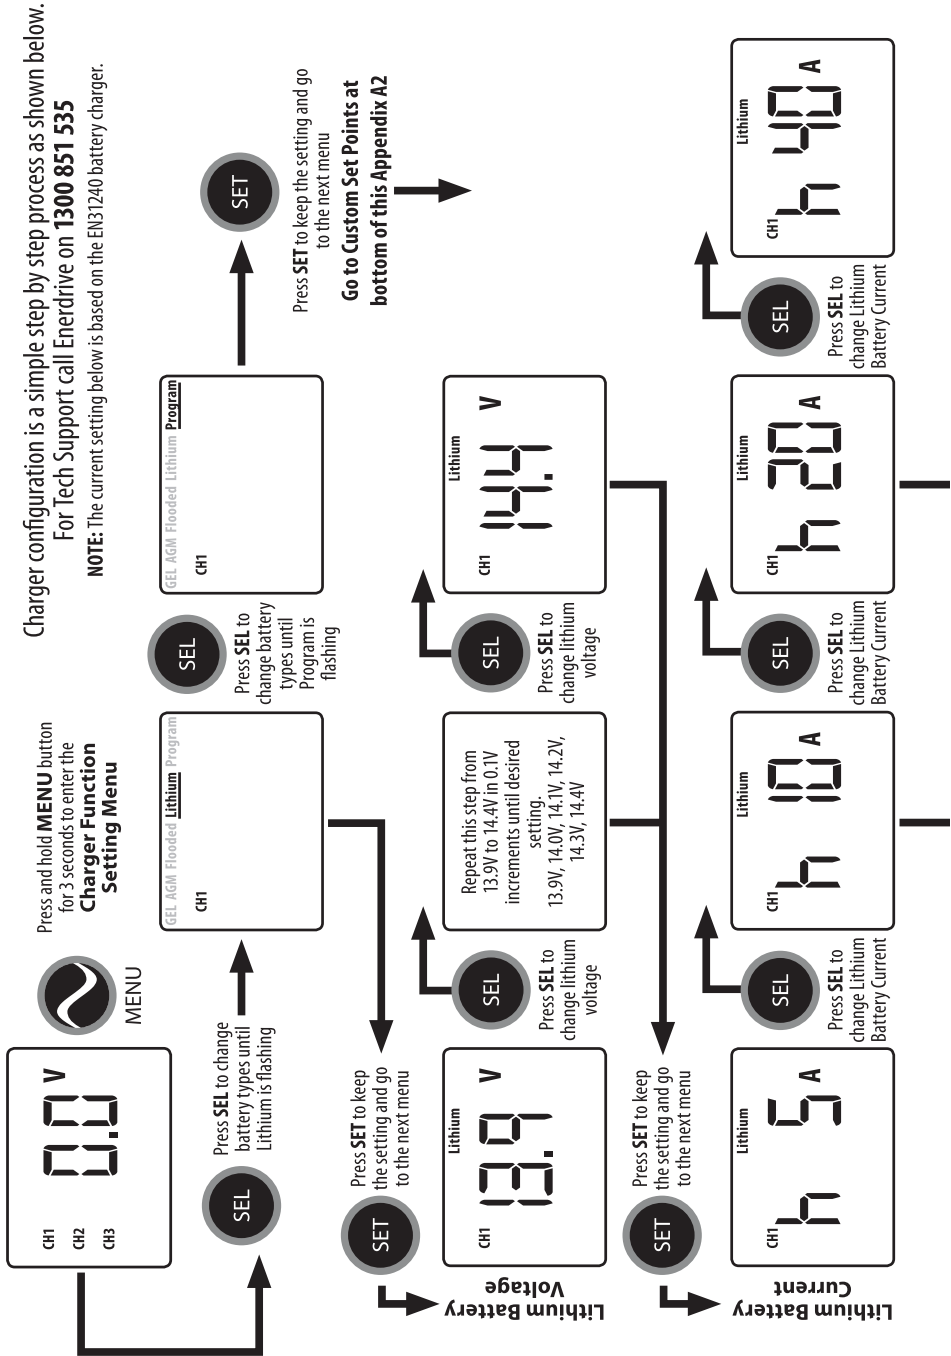 Charger configuration is a simple step by step process as shown below.
For Tech Support call Enerdrive on 1300 851 535
NOTE: The current setting below is based on the EN31240 battery charger.
CH1
CH2
CH3
0.0 V
MENU
Press and hold MENU button
for 3 seconds to enter the
Charger Function
Setting Menu
SEL
Press SEL to change
battery types until
Lithium is flashing
GEL AGM Flooded Lithium Program
CH1
SEL
Press SEL to
change battery
types until
Program is
flashing
GEL AGM Flooded Lithium Program
CH1
SET
Press SET to keep the setting and go
to the next menu
Go to Custom Set Points at
bottom of this Appendix A2
SET
Press SET to keep
the setting and go
to the next menu
Lithium Battery
Voltage
Lithium
CH1
13.9 V
SEL
Press SEL to
change lithium
voltage
Repeat this step from
13.9V to 14.4V in 0.1V
increments until desired
setting.
13.9V, 14.0V, 14.1V, 14.2V,
14.3V, 14.4V
SEL
Press SEL to
change lithium
voltage
Lithium
CH1
14.4 V
SET
Press SET to keep
the setting and go
to the next menu
Lithium Battery
Current
Lithium
CH1
h 5 A
SEL
Press SEL to
change Lithium
Battery Current
Lithium
CH1
h 10 A
SEL
Press SEL to
change Lithium
Battery Current
Lithium
CH1
h 20 A
SEL
Press SEL to
change Lithium
Battery Current
Lithium
CH1
h 40 A